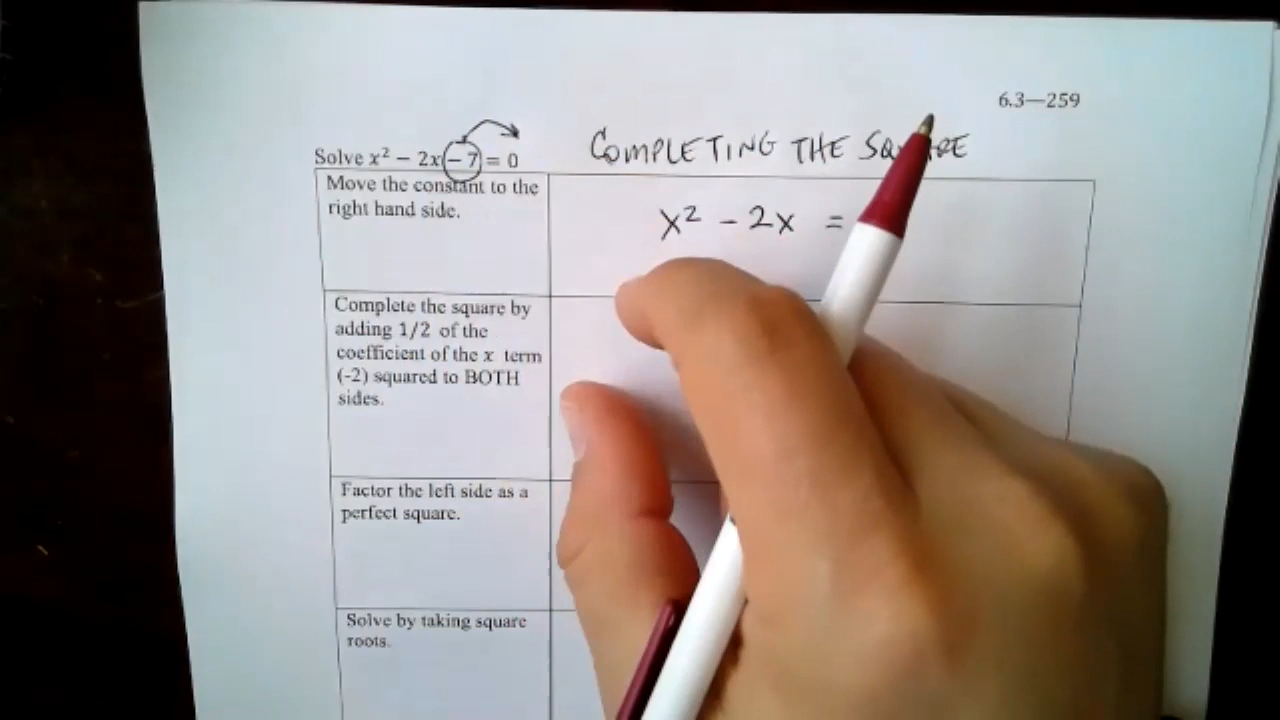 6.3—259
Solve x² − 2x − 7 = 0
COMPLETING THE SQUARE
Move the constant to the
right hand side.
x² − 2x =
Complete the square by
adding 1/2 of the
coefficient of the x term
(-2) squared to BOTH
sides.
Factor the left side as a
perfect square.
Solve by taking square
roots.